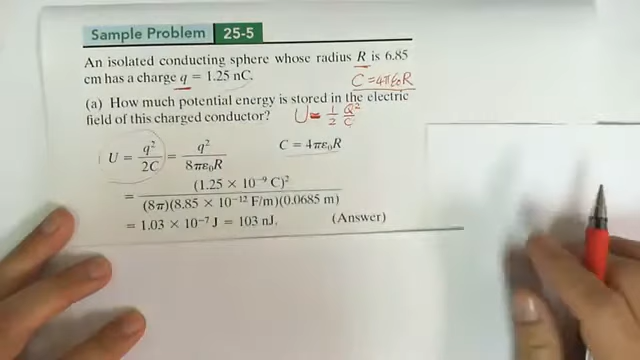 Sample Problem 25-5
An isolated conducting sphere whose radius R is 6.85
cm has a charge q = 1.25 nC.
C = 4πε₀R
(a) How much potential energy is stored in the electric
field of this charged conductor?
U = 1/2 Q²/C
U = q²/2C = q²/8πε₀R
C = 4πε₀R
= (1.25 × 10⁻⁹ C)²/(8π)(8.85 × 10⁻¹² F/m)(0.0685 m)
= 1.03 × 10⁻⁷ J = 103 nJ. (Answer)